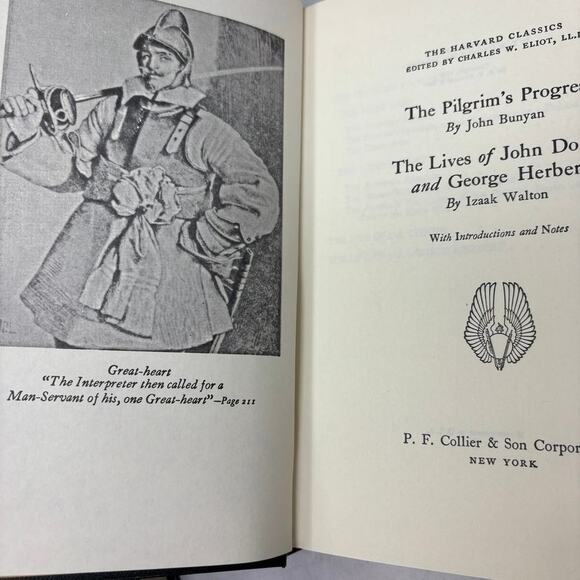 Great-heart
"The Interpreter then called for a
Man-Servant of his, one Great-heart"—Page 211
THE HARVARD CLASSICS
EDITED BY CHARLES W. ELIOT, LL.D
The Pilgrim's Progre
By John Bunyan
The Lives of John Do
and George Herber
By Izaak Walton
With Introductions and Notes
P. F. Collier & Son Corpor
NEW YORK